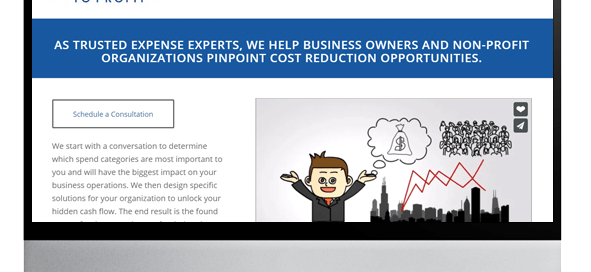 TO PROFIT
AS TRUSTED EXPENSE EXPERTS, WE HELP BUSINESS OWNERS AND NON-PROFIT
ORGANIZATIONS PINPOINT COST REDUCTION OPPORTUNITIES.
Schedule a Consultation
We start with a conversation to determine
which spend categories are most important to
you and will have the biggest impact on your
business operations. We then design specific
solutions for your organization to unlock your
hidden cash flow. The end result is the found
$